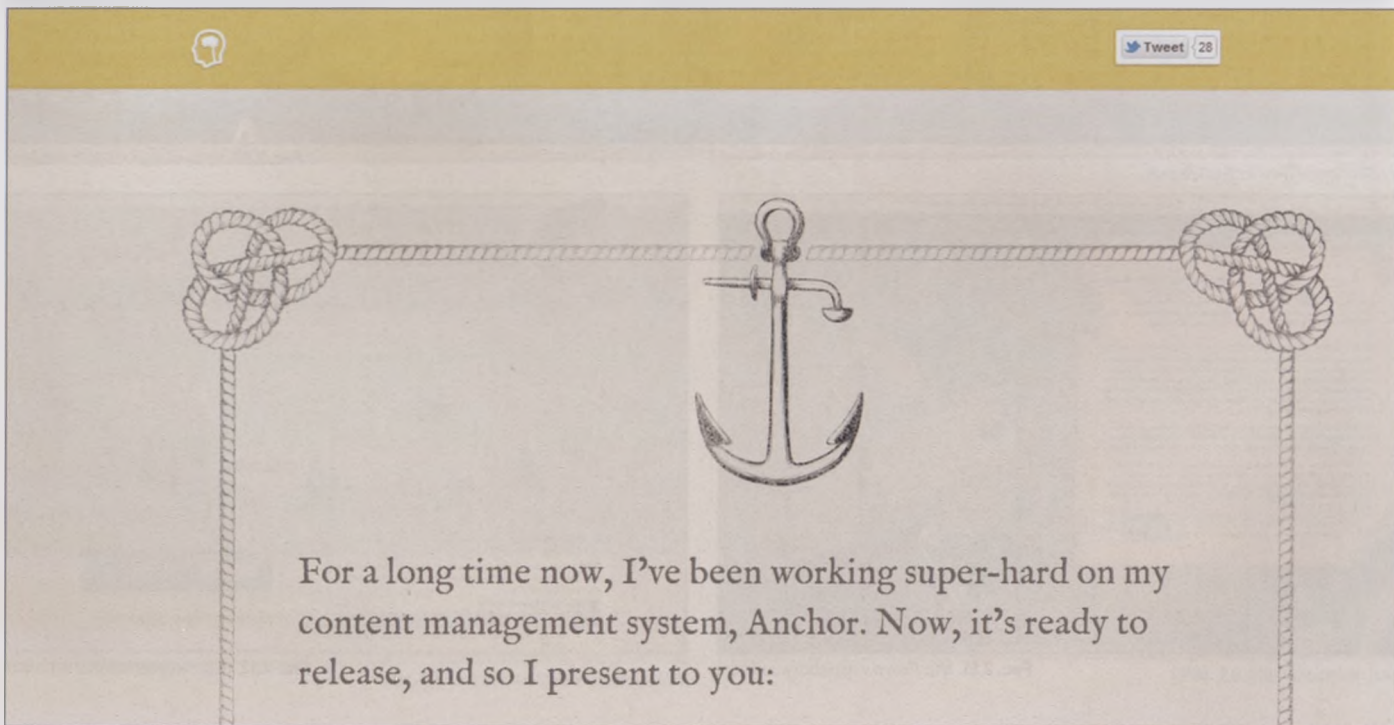 Tweet 28
For a long time now, I've been working super-hard on my
content management system, Anchor. Now, it's ready to
release, and so I present to you: